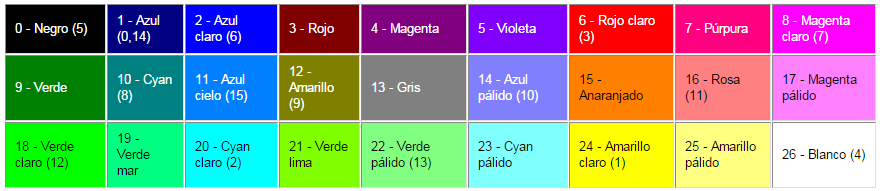 0 - Negro (5)
1 - Azul
(0,14)
2 - Azul
claro (6)
3 - Rojo
4 - Magenta
5 - Violeta
6 - Rojo claro
(3)
7 - Púrpura
8 - Magenta
claro (7)
9 - Verde
10 - Cyan
(8)
11 - Azul
cielo (15)
12 -
Amarillo
(9)
13 - Gris
14 - Azul
pálido (10)
15 -
Anaranjado
16 - Rosa
(11)
17 - Magenta
pálido
18 - Verde
claro (12)
19 -
Verde
mar
20 - Cyan
claro (2)
21 - Verde
lima
22 - Verde
pálido (13)
23 - Cyan
pálido
24 - Amarillo
claro (1)
25 - Amarillo
pálido
26 - Blanco (4)